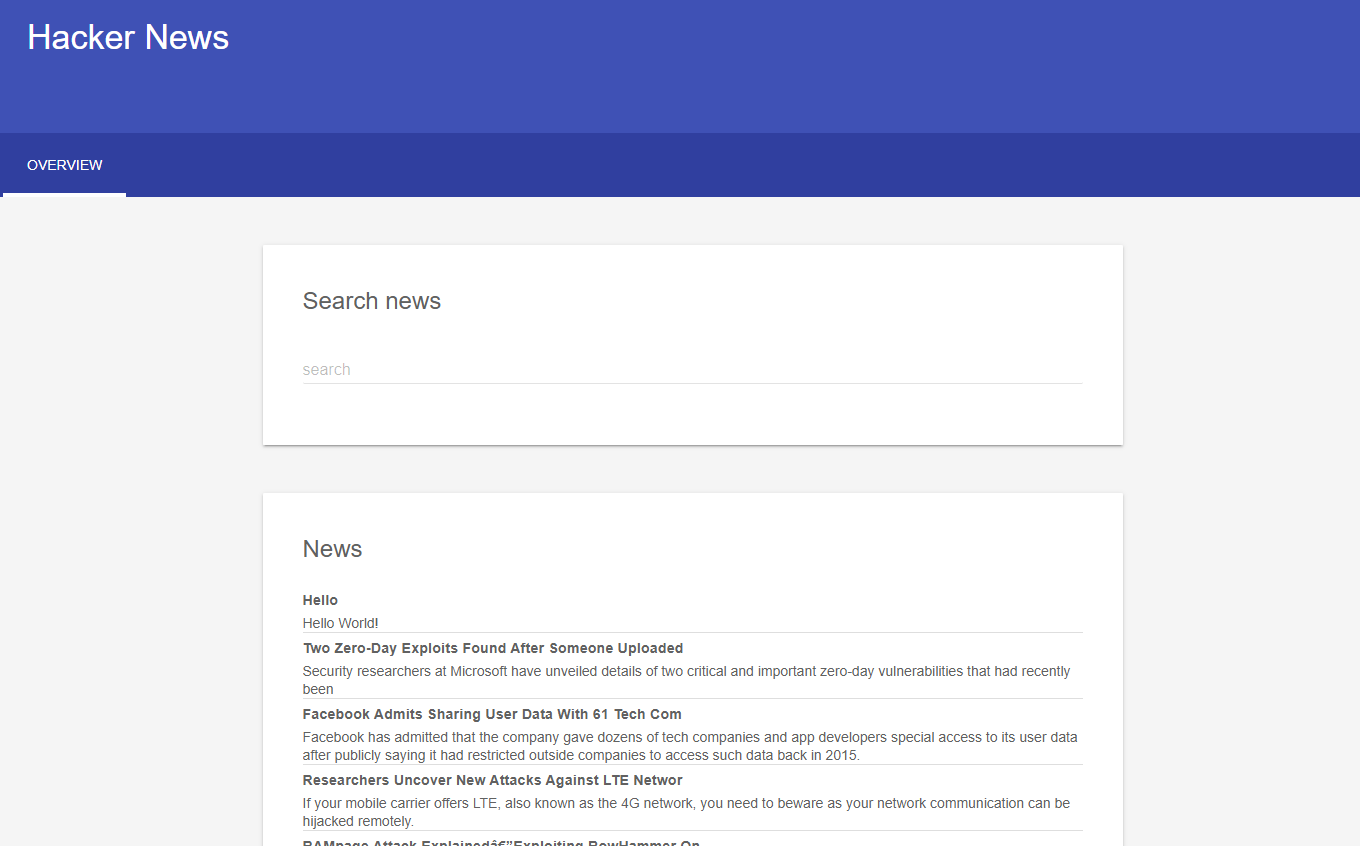 Hacker News
OVERVIEW
Search news
search
News
Hello
Hello World!
Two Zero-Day Exploits Found After Someone Uploaded
Security researchers at Microsoft have unveiled details of two critical and important zero-day vulnerabilities that had recently
been
Facebook Admits Sharing User Data With 61 Tech Com
Facebook has admitted that the company gave dozens of tech companies and app developers special access to its user data
after publicly saying it had restricted outside companies to access such data back in 2015.
Researchers Uncover New Attacks Against LTE Networ
If your mobile carrier offers LTE, also known as the 4G network, you need to beware as your network communication can be
hijacked remotely.
RAMpage Attack Explainedâ€”Exploiting RowHammer On